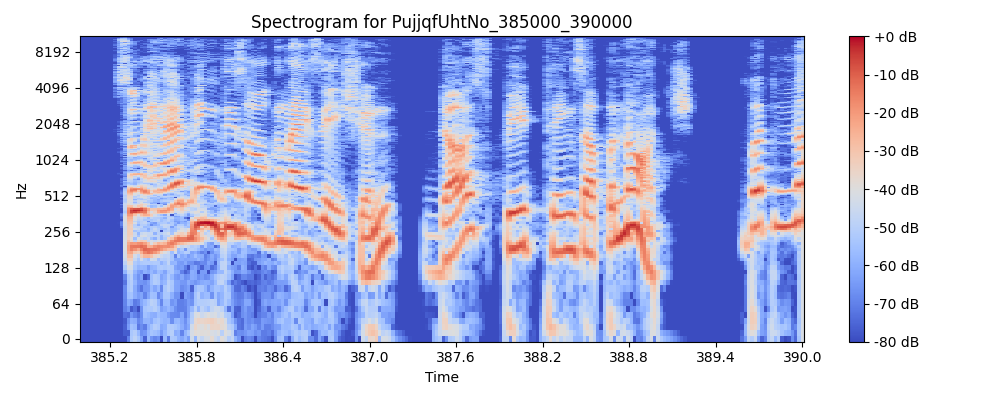 Spectrogram for PujjqfUhtNo_385000_390000
8192
4096
2048
1024
512
256
128
64
0
Hz
385.2 385.8 386.4 387.0 387.6 388.2 388.8 389.4 390.0
Time
+0 dB
-10 dB
-20 dB
-30 dB
-40 dB
-50 dB
-60 dB
-70 dB
-80 dB